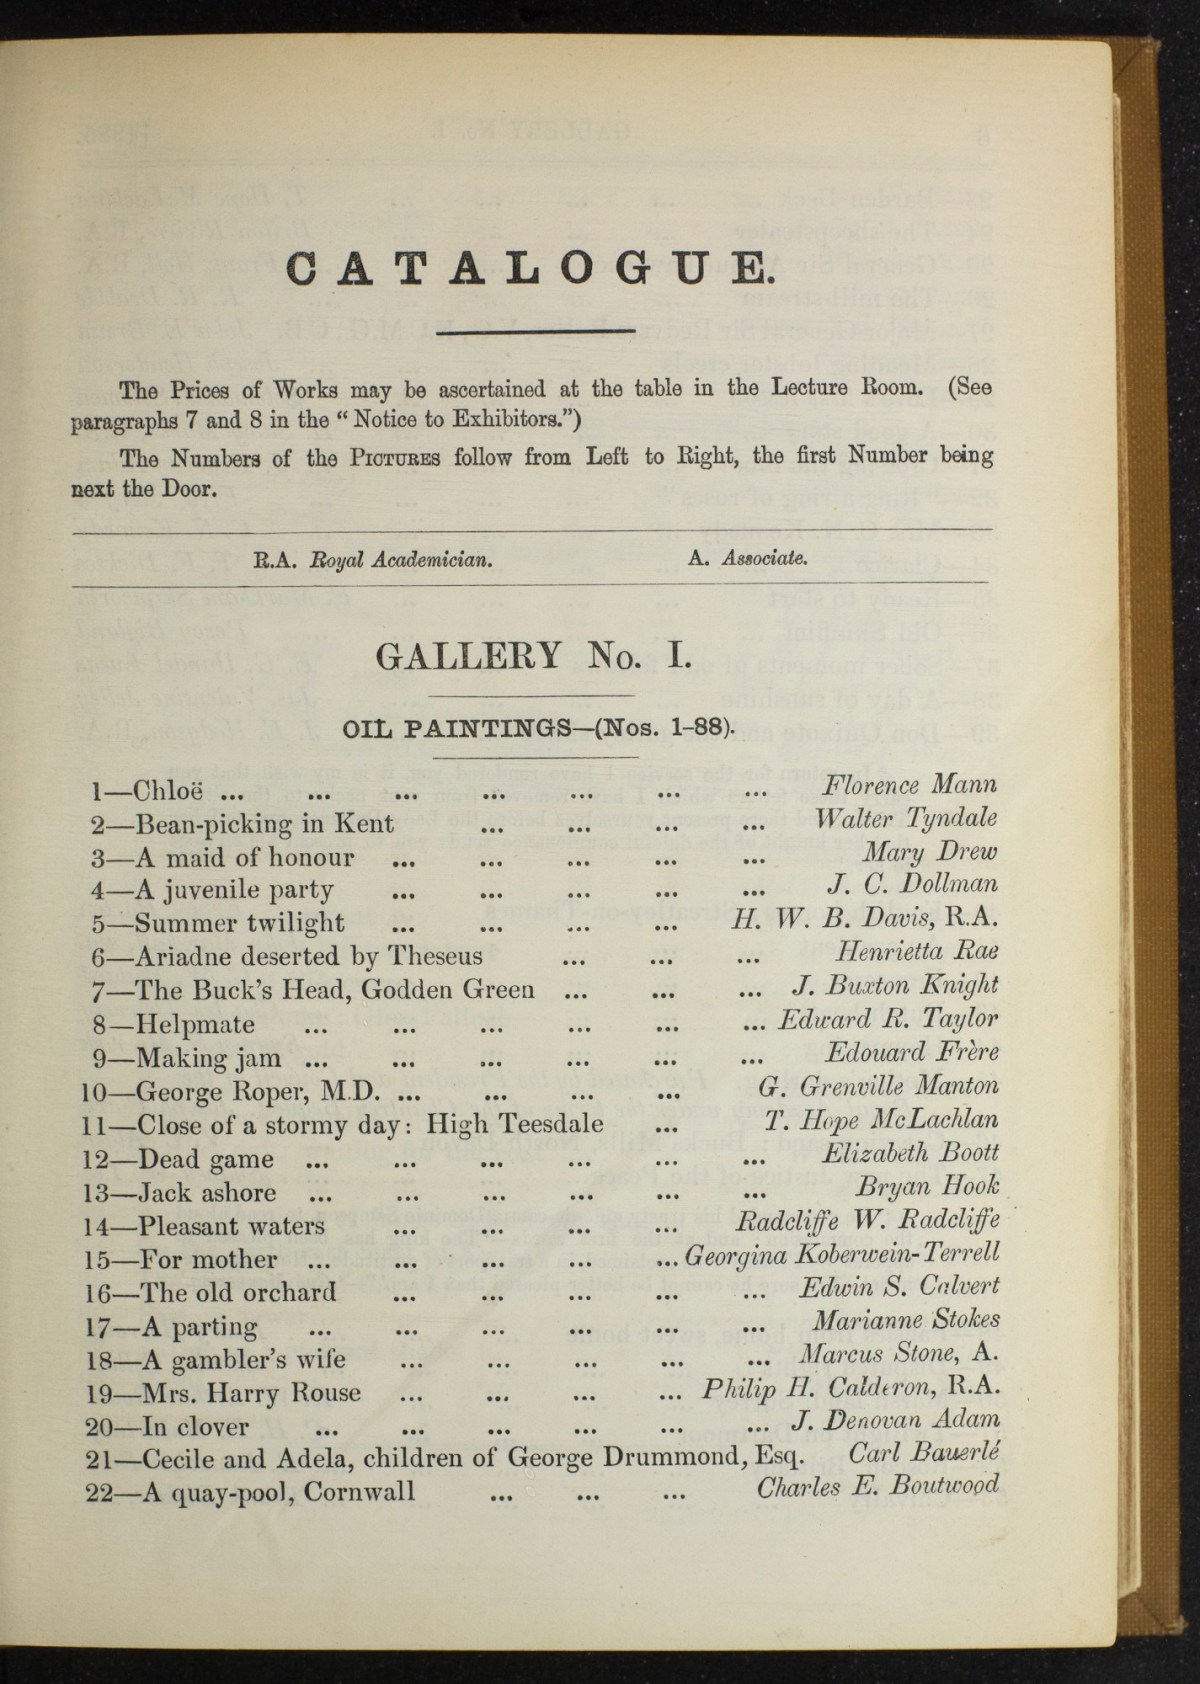 CATALOGUE.
The Prices of Works may be ascertained at the table in the Lecture Room. (See
paragraphs 7 and 8 in the “ Notice to Exhibitors.”)
The Numbers of the PICTURES follow from Left to Right, the first Number being
next the Door.
R.A. Royal Academician. A. Associate.
GALLERY No. I.
OIL PAINTINGS—(Nos. 1–88).
1—Chloë ... ... ... ... ... ... ... Florence Mann
2—Bean-picking in Kent ... ... ... ... Walter Tyndale
3—A maid of honour ... ... ... ... ... Mary Drew
4—A juvenile party ... ... ... ... ... J. C. Dollman
5—Summer twilight ... ... ... ... H. W. B. Davis, R.A.
6—Ariadne deserted by Theseus ... ... ... Henrietta Rae
7—The Buck's Head, Godden Green ... ... ... J. Buxton Knight
8—Helpmate ... ... ... ... ... ... Edward R. Taylor
9—Making jam ... ... ... ... ... ... Edouard Frère
10—George Roper, M.D. ... ... ... ... G. Grenville Manton
11—Close of a stormy day: High Teesdale ... T. Hope McLachlan
12—Dead game ... ... ... ... ... ... Elizabeth Boott
13—Jack ashore ... ... ... ... ... ... Bryan Hook
14—Pleasant waters ... ... ... ... Radcliffe W. Radcliffe
15—For mother ... ... ... ... ... Georgina Koberwein-Terrell
16—The old orchard ... ... ... ... ... Edwin S. Calvert
17—A parting ... ... ... ... ... ... Marianne Stokes
18—A gambler's wife ... ... ... ... ... Marcus Stone, A.
19—Mrs. Harry Rouse ... ... ... ... Philip H. Calderon, R.A.
20—In clover ... ... ... ... ... ... J. Denovan Adam
21—Cecile and Adela, children of George Drummond, Esq. Carl Bauerlé
22—A quay-pool, Cornwall ... ... ... Charles E. Boutwood